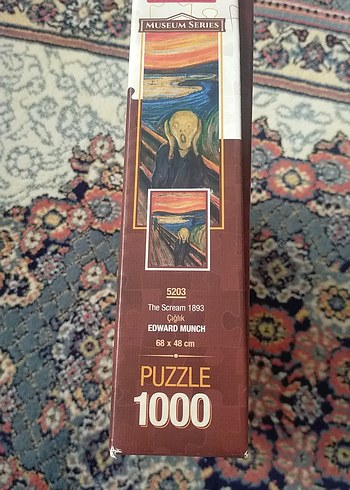 MUSEUM SERIES
5203
The Scream 1893
Çığlık
EDWARD MUNCH
68 x 48 cm
PUZZLE
1000